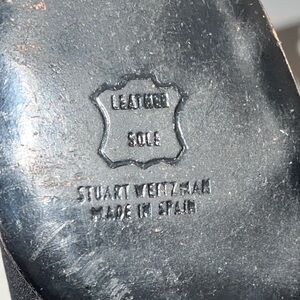 LEATHER
SOLE
STUART WEITZMAN
MADE IN SPAIN